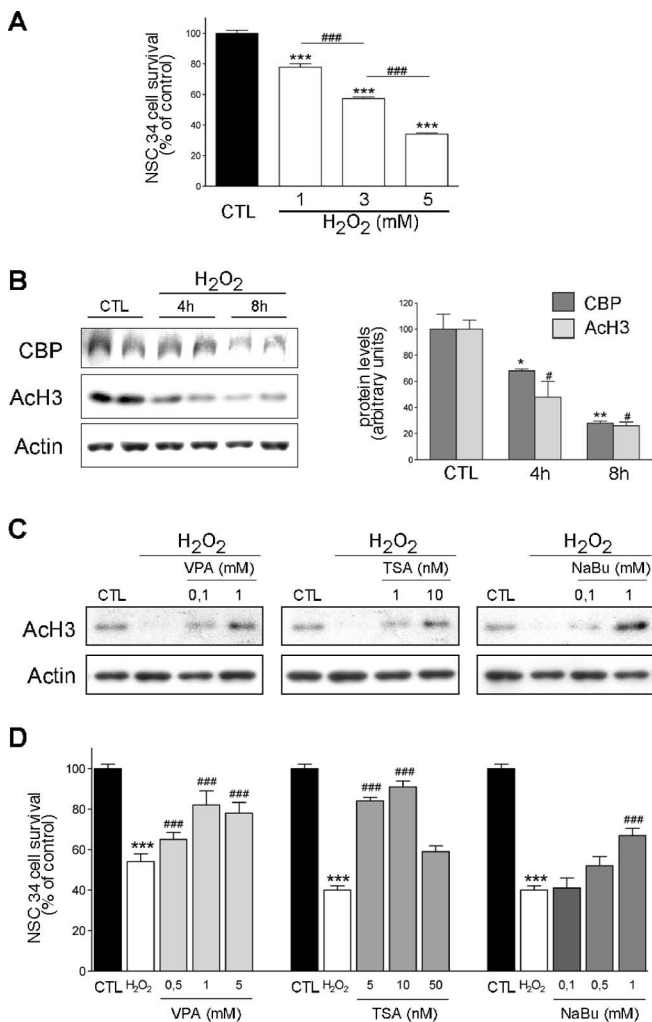 A
NSC 34 cell survival
(% of control)
100
80
60
40
20
0
###
###
***
***
***
CTL
1 3 5
H2O2 (mM)
B
H2O2
CTL 4h 8h
CBP
AcH3
Actin
protein levels
(arbitrary units)
120
100
80
60
40
20
0
CBP
AcH3
* # ** #
CTL 4h 8h
C
H2O2 H2O2 H2O2
VPA (mM) TSA (nM) NaBu (mM)
CTL 0,1 1 CTL 1 10 CTL 0,1 1
AcH3
Actin
D
NSC 34 cell survival
(% of control)
100
80
60
40
20
0
*** ### ### ###
*** ### ###
*** ###
CTL H2O2 0,5 1 5 CTL H2O2 5 10 50 CTL H2O2 0,1 0,5 1
VPA (mM) TSA (nM) NaBu (mM)